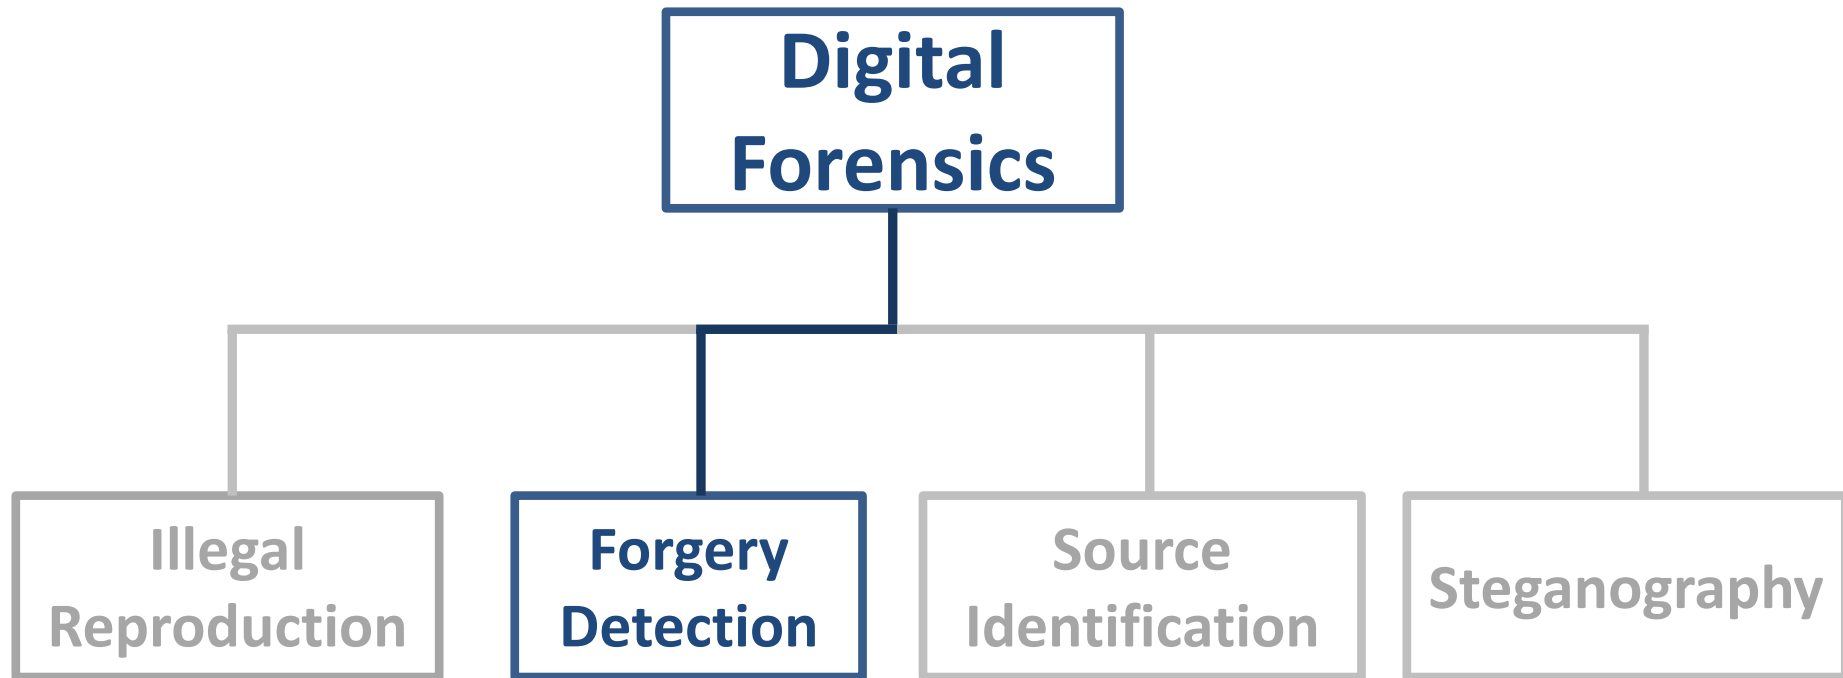 Digital
Forensics
Illegal
Reproduction
Forgery
Detection
Source
Identification
Steganography